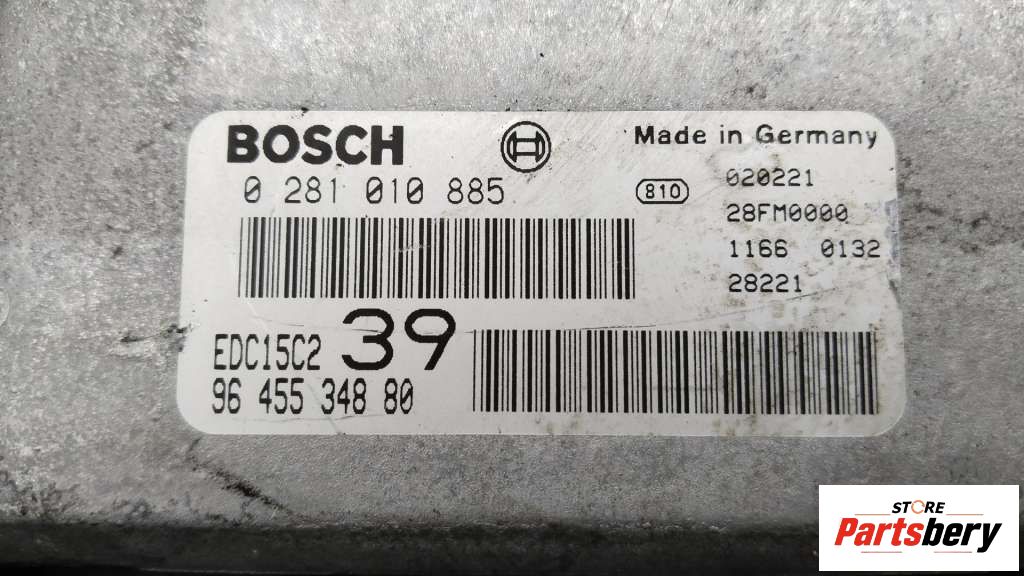 BOSCH
Made in Germany
0 281 010 885
810
020221
28FM0000
1166 0132
28221
EDC15C2 39
96 455 348 80
STORE
Partsbery